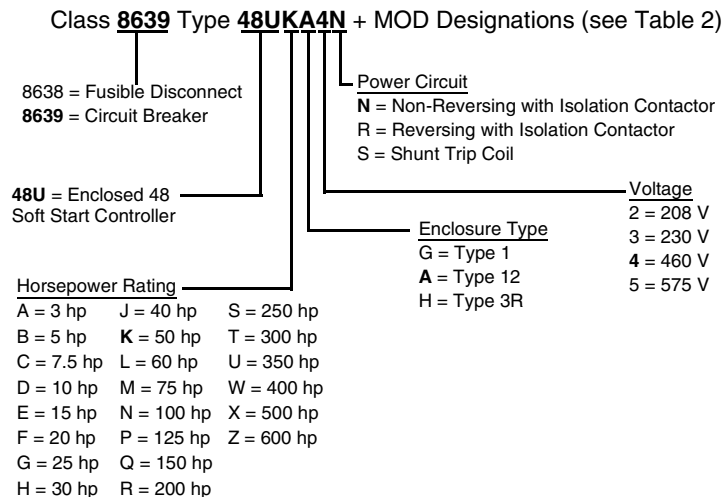 Class 8639 Type 48UKA4N + MOD Designations (see Table 2)
8638 = Fusible Disconnect
8639 = Circuit Breaker
Power Circuit
N = Non-Reversing with Isolation Contactor
R = Reversing with Isolation Contactor
S = Shunt Trip Coil
48U = Enclosed 48
Soft Start Controller
Voltage
2 = 208 V
3 = 230 V
4 = 460 V
5 = 575 V
Enclosure Type
G = Type 1
A = Type 12
H = Type 3R
Horsepower Rating
A = 3 hp J = 40 hp S = 250 hp
B = 5 hp K = 50 hp T = 300 hp
C = 7.5 hp L = 60 hp U = 350 hp
D = 10 hp M = 75 hp W = 400 hp
E = 15 hp N = 100 hp X = 500 hp
F = 20 hp P = 125 hp Z = 600 hp
G = 25 hp Q = 150 hp
H = 30 hp R = 200 hp